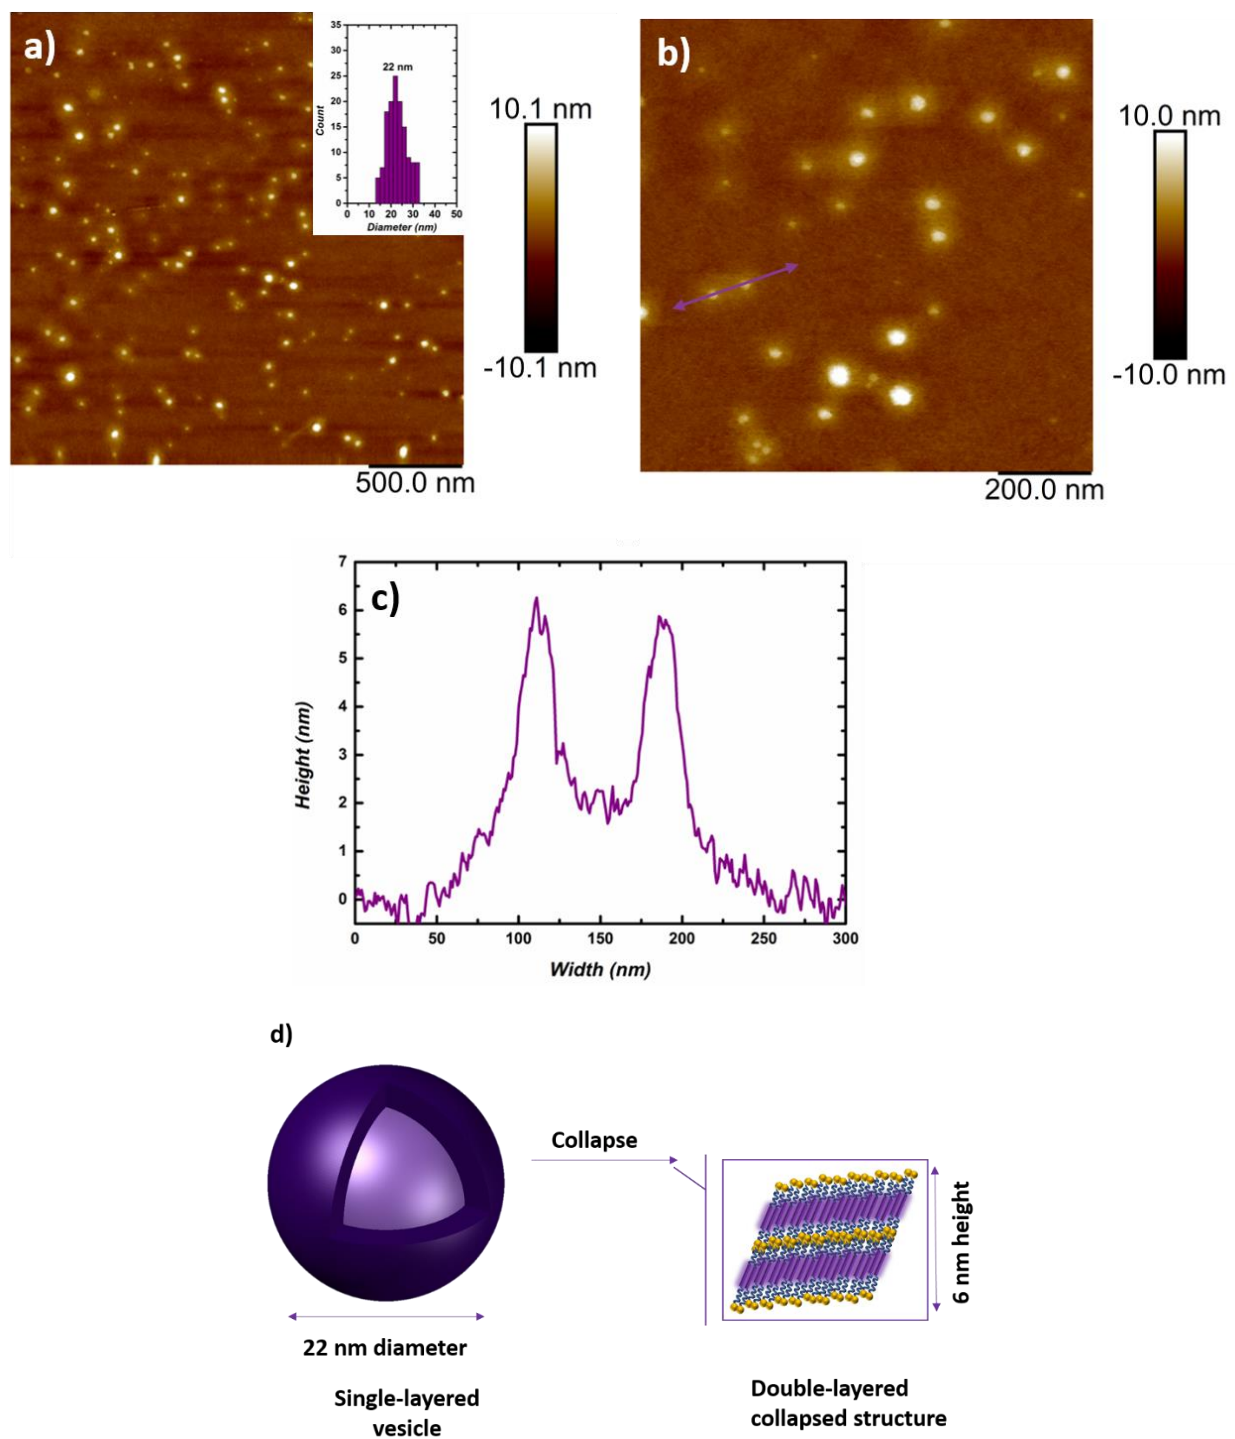 a)
35
30
25
20
15
10
5
0
Count
22 nm
0 10 20 30 40 50
Diameter (nm)
10.1 nm
-10.1 nm
500.0 nm
b)
10.0 nm
-10.0 nm
200.0 nm
c)
7
6
5
4
3
2
1
0
Height (nm)
0 50 100 150 200 250 300
Width (nm)
d)
Collapse
6 nm height
22 nm diameter
Single-layered
vesicle
Double-layered
collapsed structure